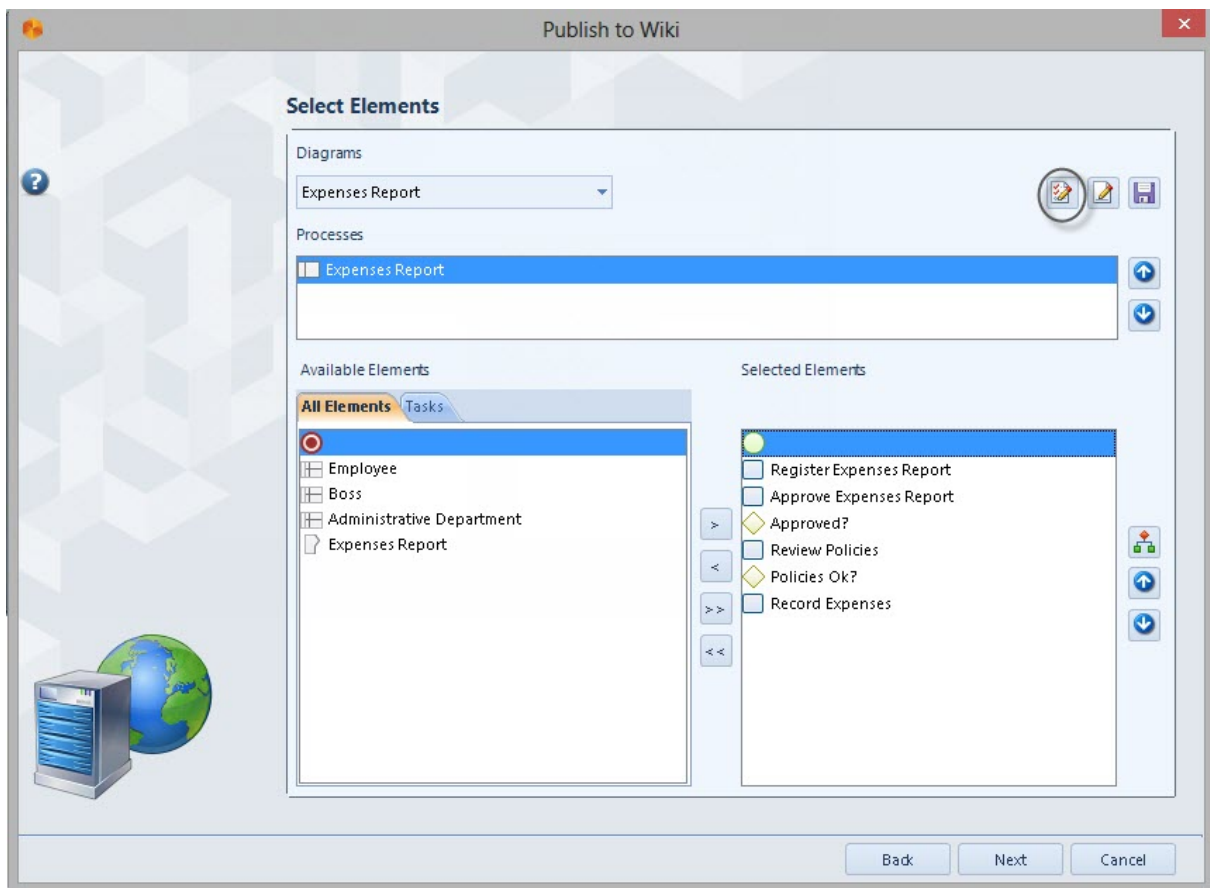 Publish to Wiki
Select Elements
Diagrams
Expenses Report
Processes
Expenses Report
Available Elements
Selected Elements
All Elements
Tasks
Employee
Boss
Administrative Department
Expenses Report
>
<
>>
<<
Register Expenses Report
Approve Expenses Report
Approved?
Review Policies
Policies Ok?
Record Expenses
Back
Next
Cancel